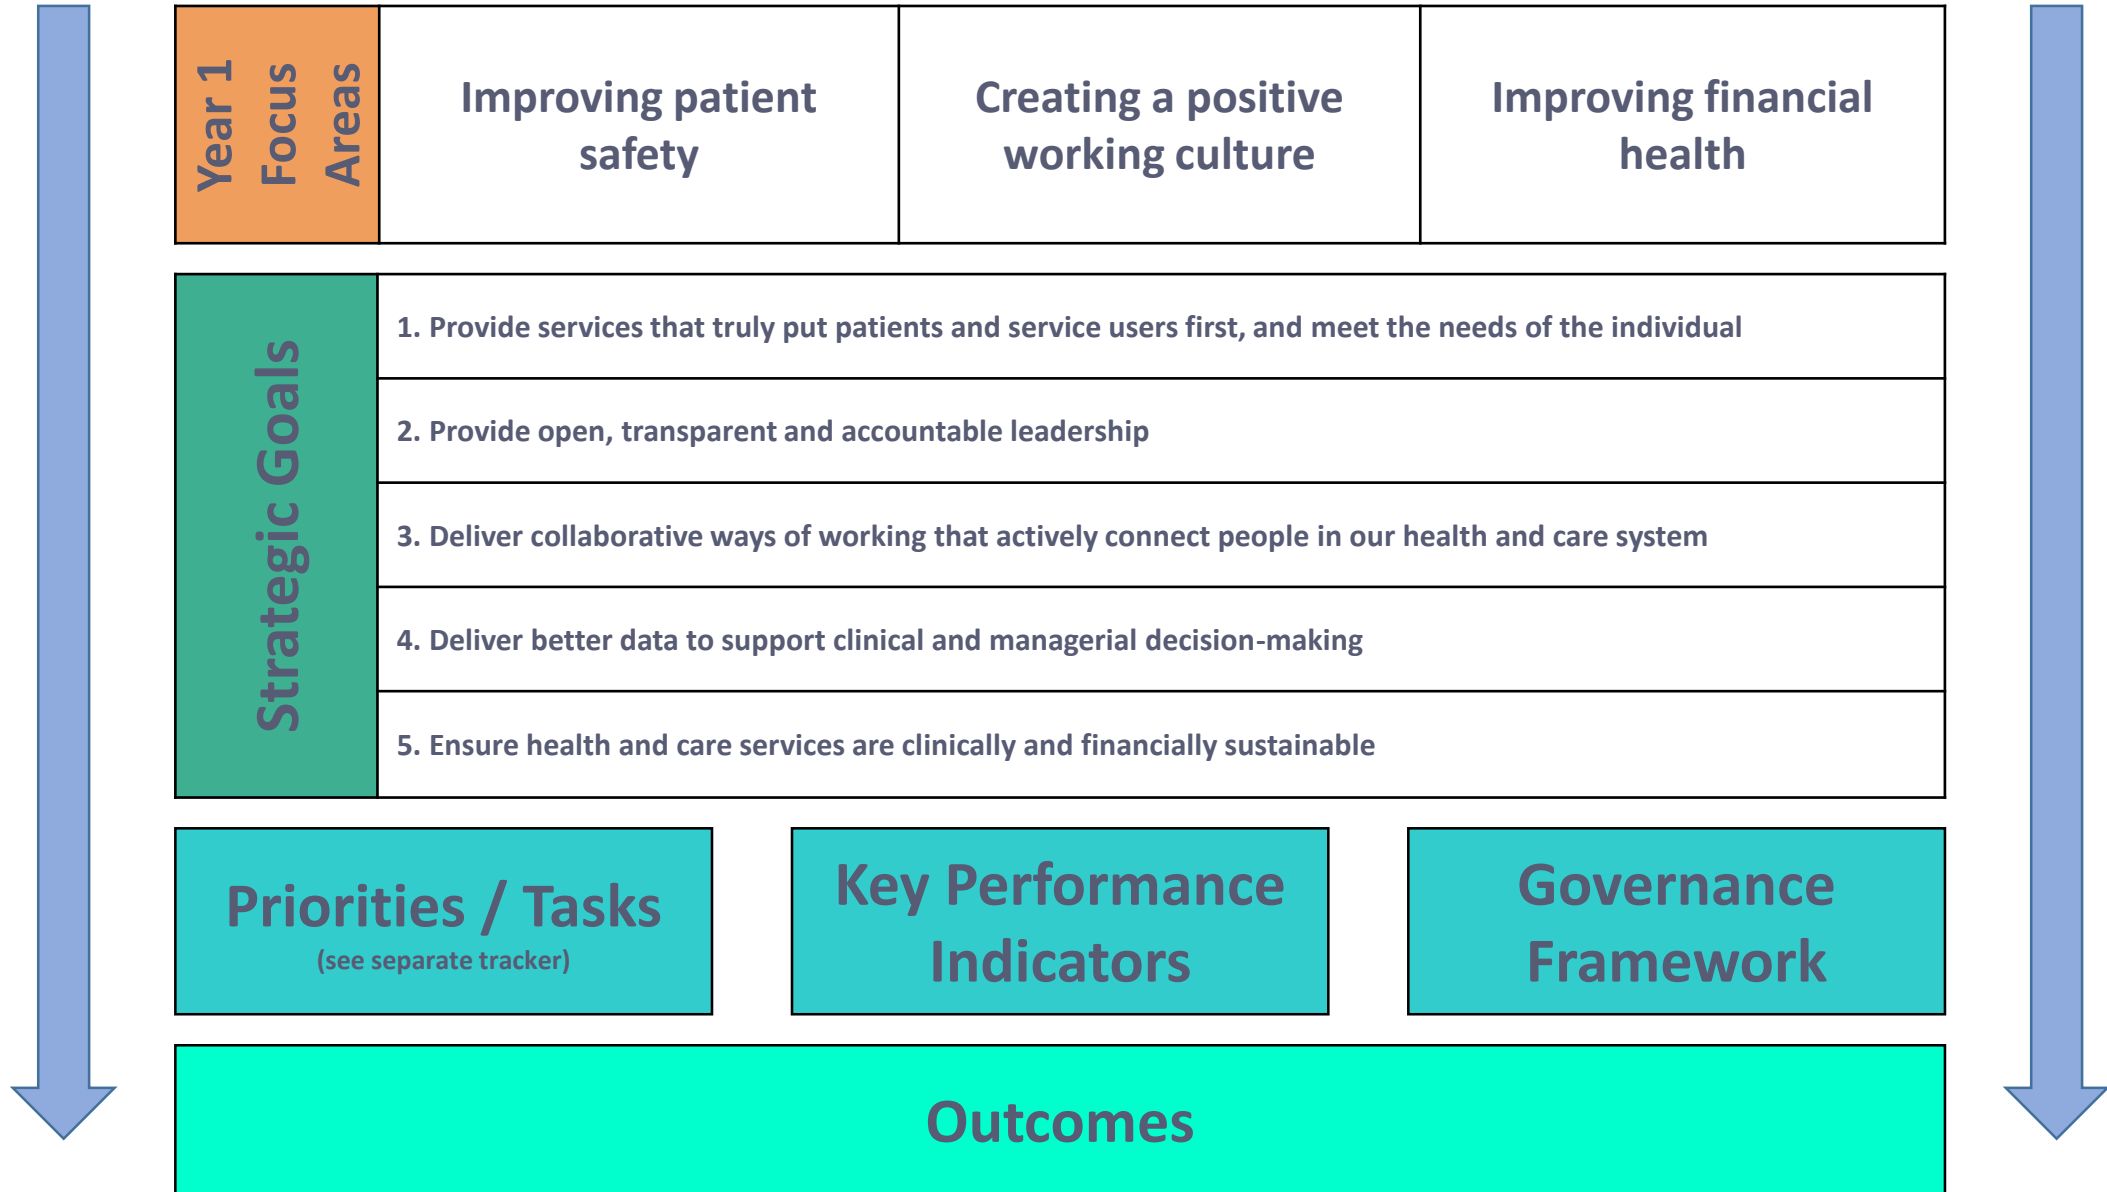 Year 1
Focus
Areas
Improving patient
safety
Creating a positive
working culture
Improving financial
health
Strategic Goals
1. Provide services that truly put patients and service users first, and meet the needs of the individual
2. Provide open, transparent and accountable leadership
3. Deliver collaborative ways of working that actively connect people in our health and care system
4. Deliver better data to support clinical and managerial decision-making
5. Ensure health and care services are clinically and financially sustainable
Priorities / Tasks
(see separate tracker)
Key Performance
Indicators
Governance
Framework
Outcomes